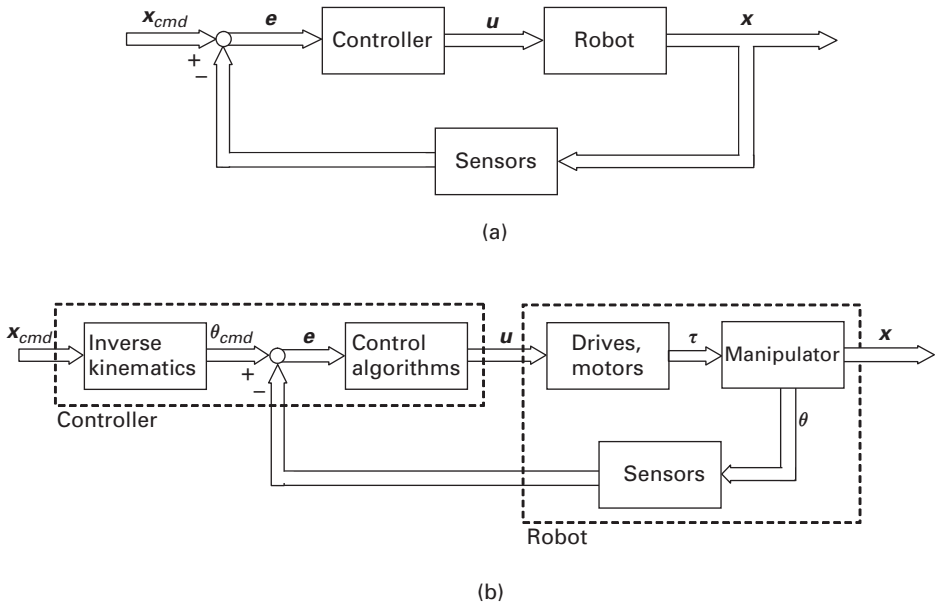 x_cmd
e
u
x
Controller
Robot
+
−
Sensors
(a)
x_cmd
θ_cmd
e
u
τ
x
Inverse
kinematics
Control
algorithms
Drives,
motors
Manipulator
+
−
Controller
θ
Sensors
Robot
(b)